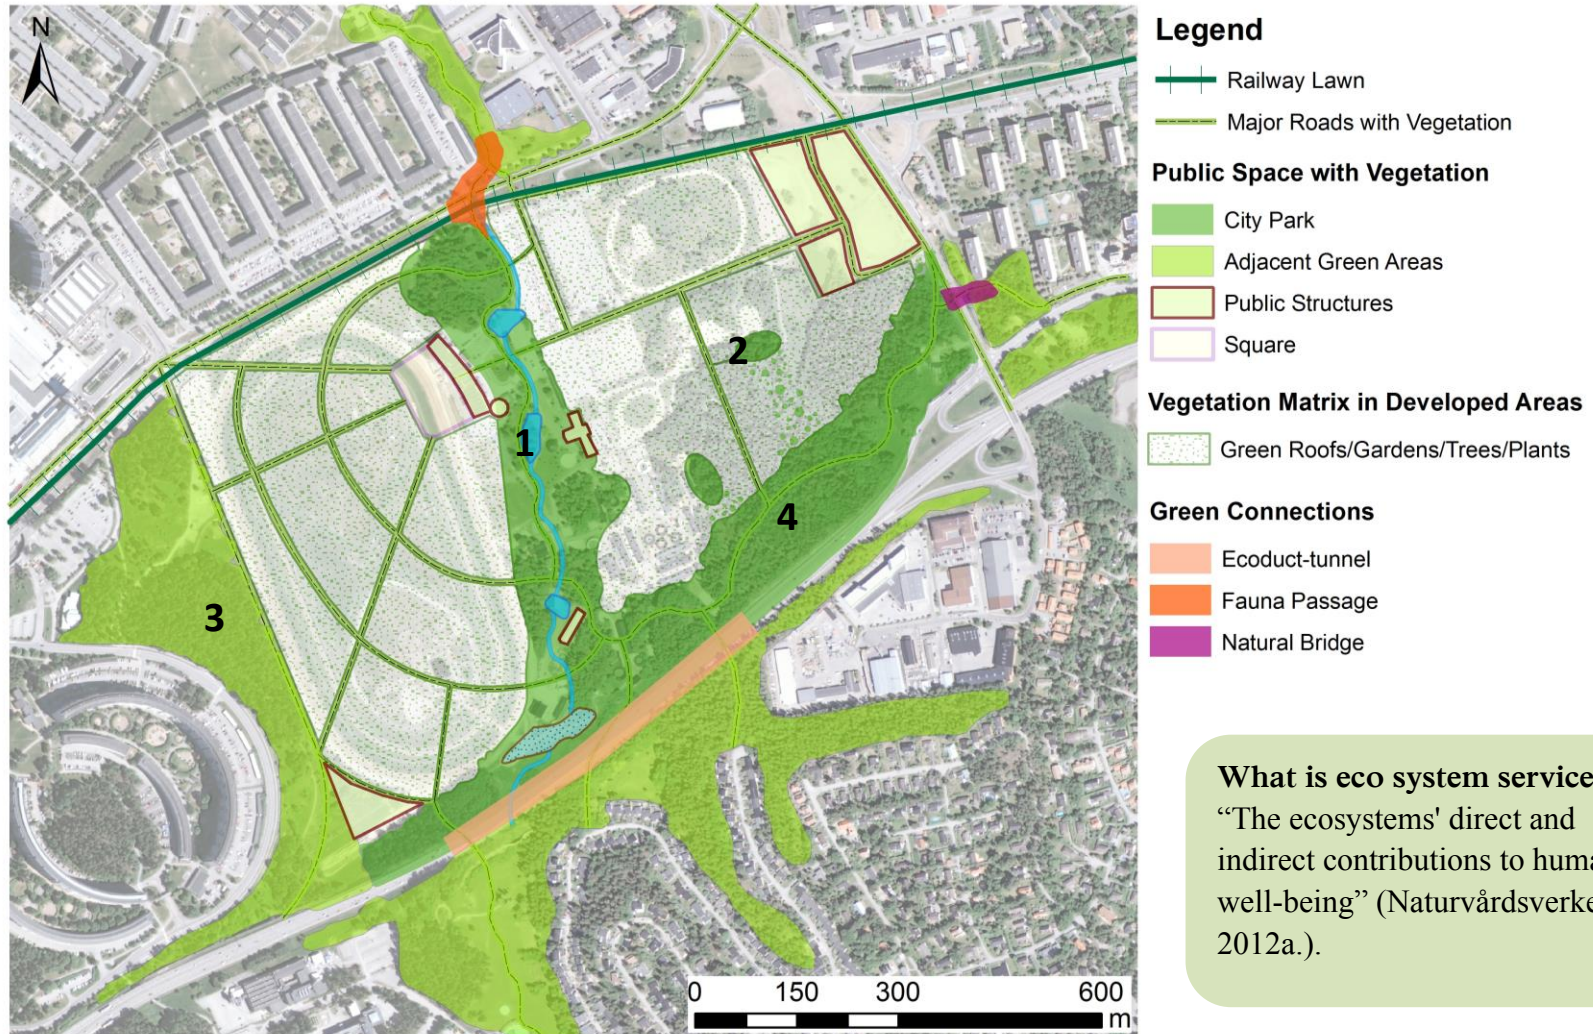 N
1
2
3
4
0 150 300 600
m
Legend
Railway Lawn
Major Roads with Vegetation
Public Space with Vegetation
City Park
Adjacent Green Areas
Public Structures
Square
Vegetation Matrix in Developed Areas
Green Roofs/Gardens/Trees/Plants
Green Connections
Ecoduct-tunnel
Fauna Passage
Natural Bridge
What is eco system service
“The ecosystems' direct and
indirect contributions to huma
well-being” (Naturvårdsverke
2012a.).